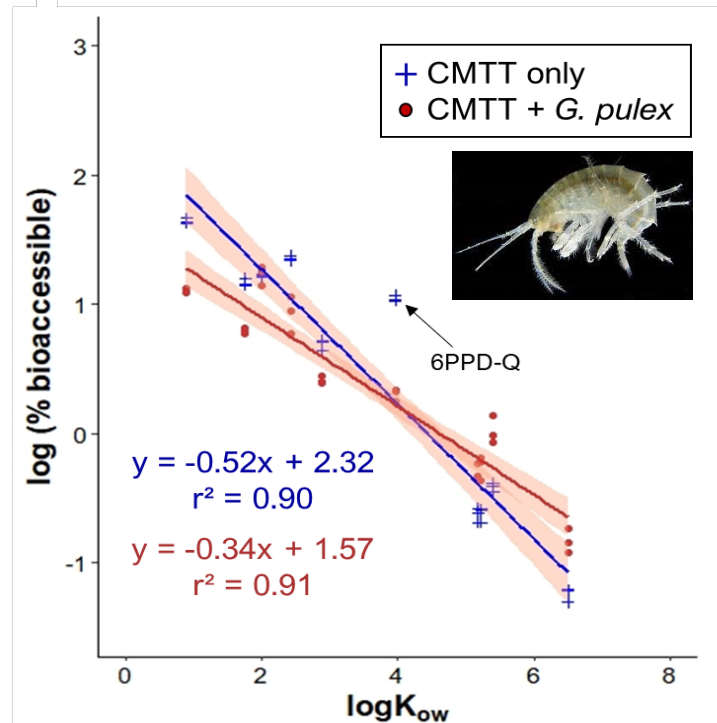 CMTT only
CMTT + G. pulex
6PPD-Q
y = -0.52x + 2.32
r² = 0.90
y = -0.34x + 1.57
r² = 0.91
log (% bioaccessible)
3
2
1
0
-1
0 2 4 6 8
logKow